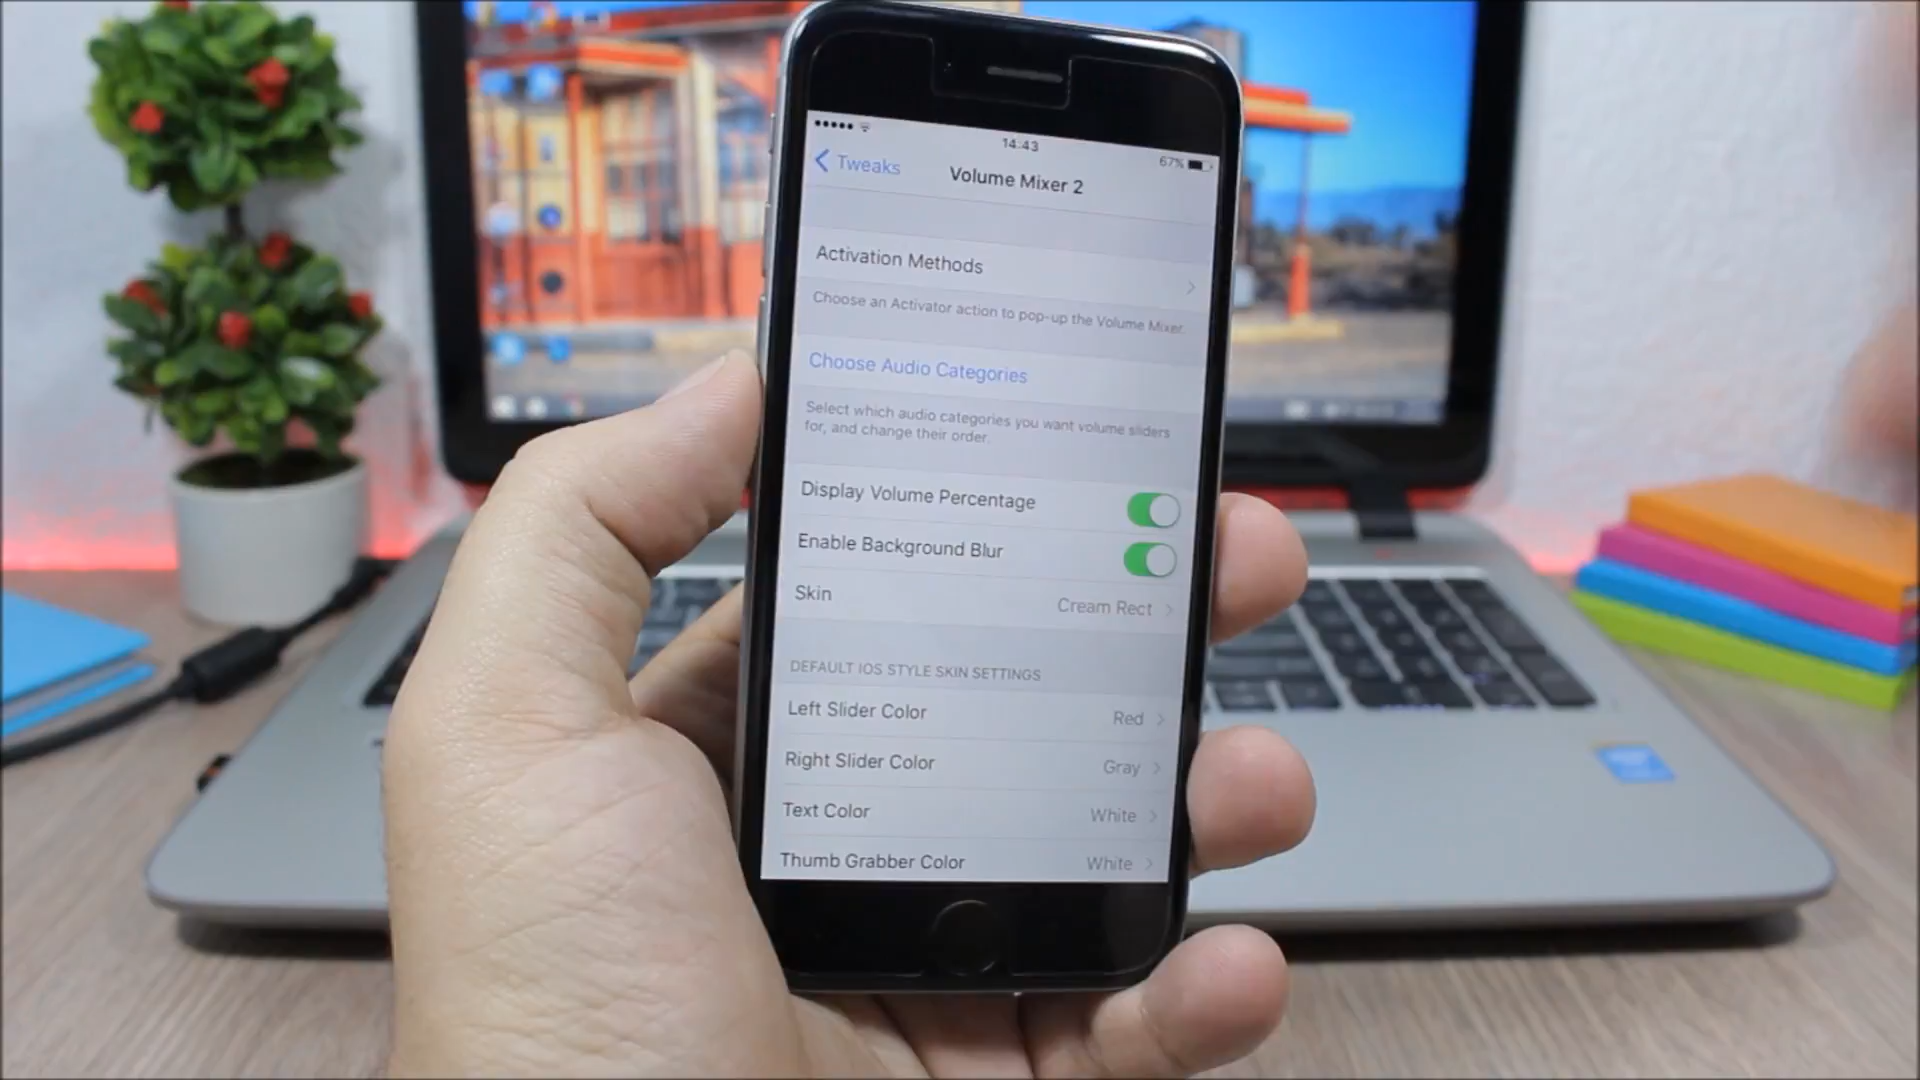 14:43
67%
Tweaks
Volume Mixer 2
Activation Methods
Choose an Activator action to pop-up the Volume Mixer.
Choose Audio Categories
Select which audio categories you want volume sliders
for, and change their order.
Display Volume Percentage
Enable Background Blur
Skin Cream Rect
DEFAULT IOS STYLE SKIN SETTINGS
Left Slider Color Red
Right Slider Color Gray
Text Color White
Thumb Grabber Color White